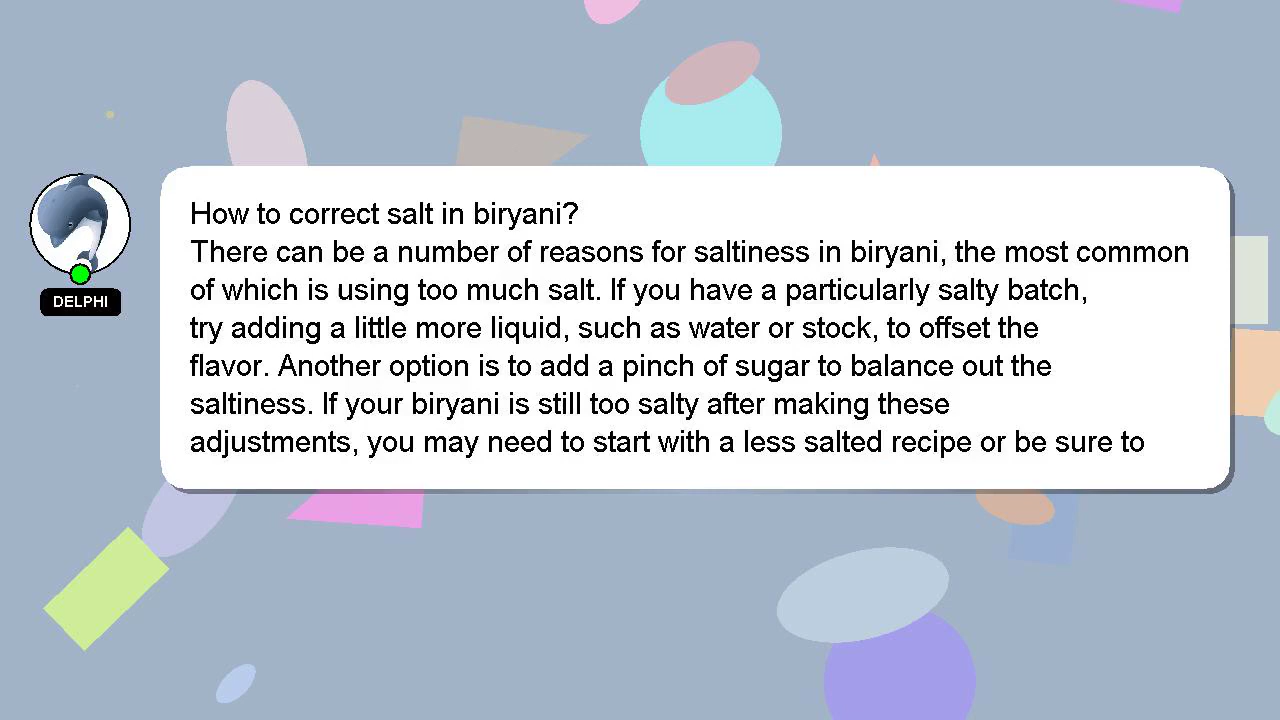 How to correct salt in biryani?
There can be a number of reasons for saltiness in biryani, the most common
of which is using too much salt. If you have a particularly salty batch,
try adding a little more liquid, such as water or stock, to offset the
flavor. Another option is to add a pinch of sugar to balance out the
saltiness. If your biryani is still too salty after making these
adjustments, you may need to start with a less salted recipe or be sure to
DELPHI